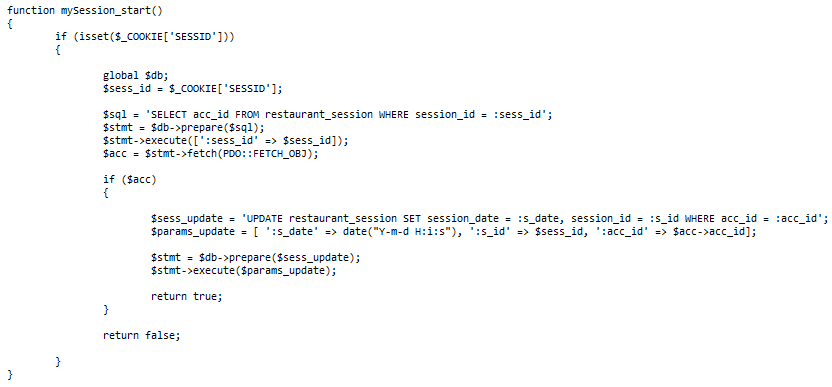 function mySession_start()
{
if (isset($_COOKIE['SESSID']))
{
global $db;
$sess_id = $_COOKIE['SESSID'];
$sql = 'SELECT acc_id FROM restaurant_session WHERE session_id = :sess_id';
$stmt = $db->prepare($sql);
$stmt->execute([':sess_id' => $sess_id]);
$acc = $stmt->fetch(PDO::FETCH_OBJ);
if ($acc)
{
$sess_update = 'UPDATE restaurant_session SET session_date = :s_date, session_id = :s_id WHERE acc_id = :acc_id';
$params_update = [ ':s_date' => date("Y-m-d H:i:s"), ':s_id' => $sess_id, ':acc_id' => $acc->acc_id];
$stmt = $db->prepare($sess_update);
$stmt->execute($params_update);
return true;
}
return false;
}
}